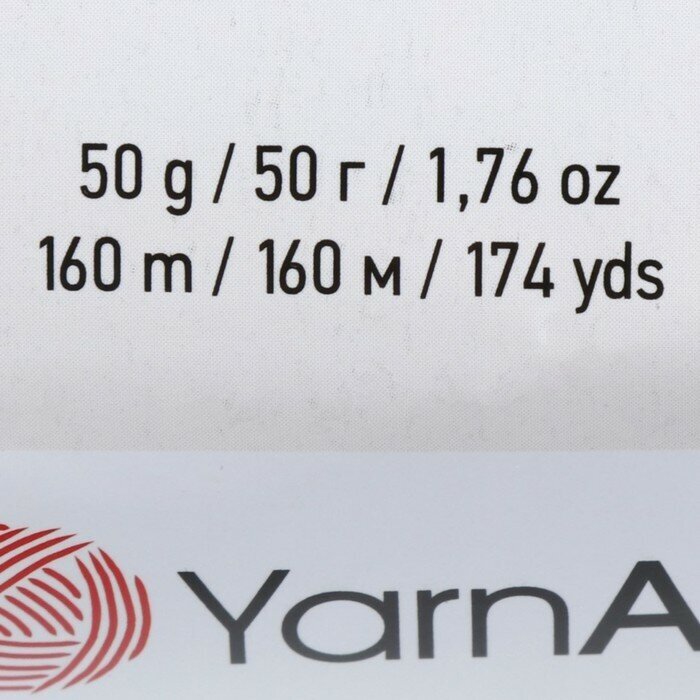 50 g / 50 г / 1,76 oz
160 m / 160 м / 174 yds
YarnA